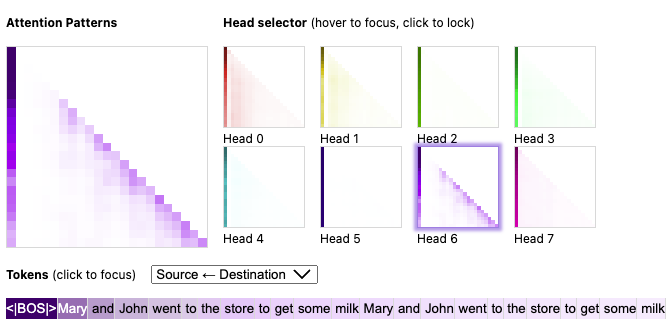 Attention Patterns
Head selector (hover to focus, click to lock)
Head 0
Head 1
Head 2
Head 3
Head 4
Head 5
Head 6
Head 7
Tokens (click to focus)
Source ← Destination
<|BOS|>Mary and John went to the store to get some milk Mary and John went to the store to get some milk